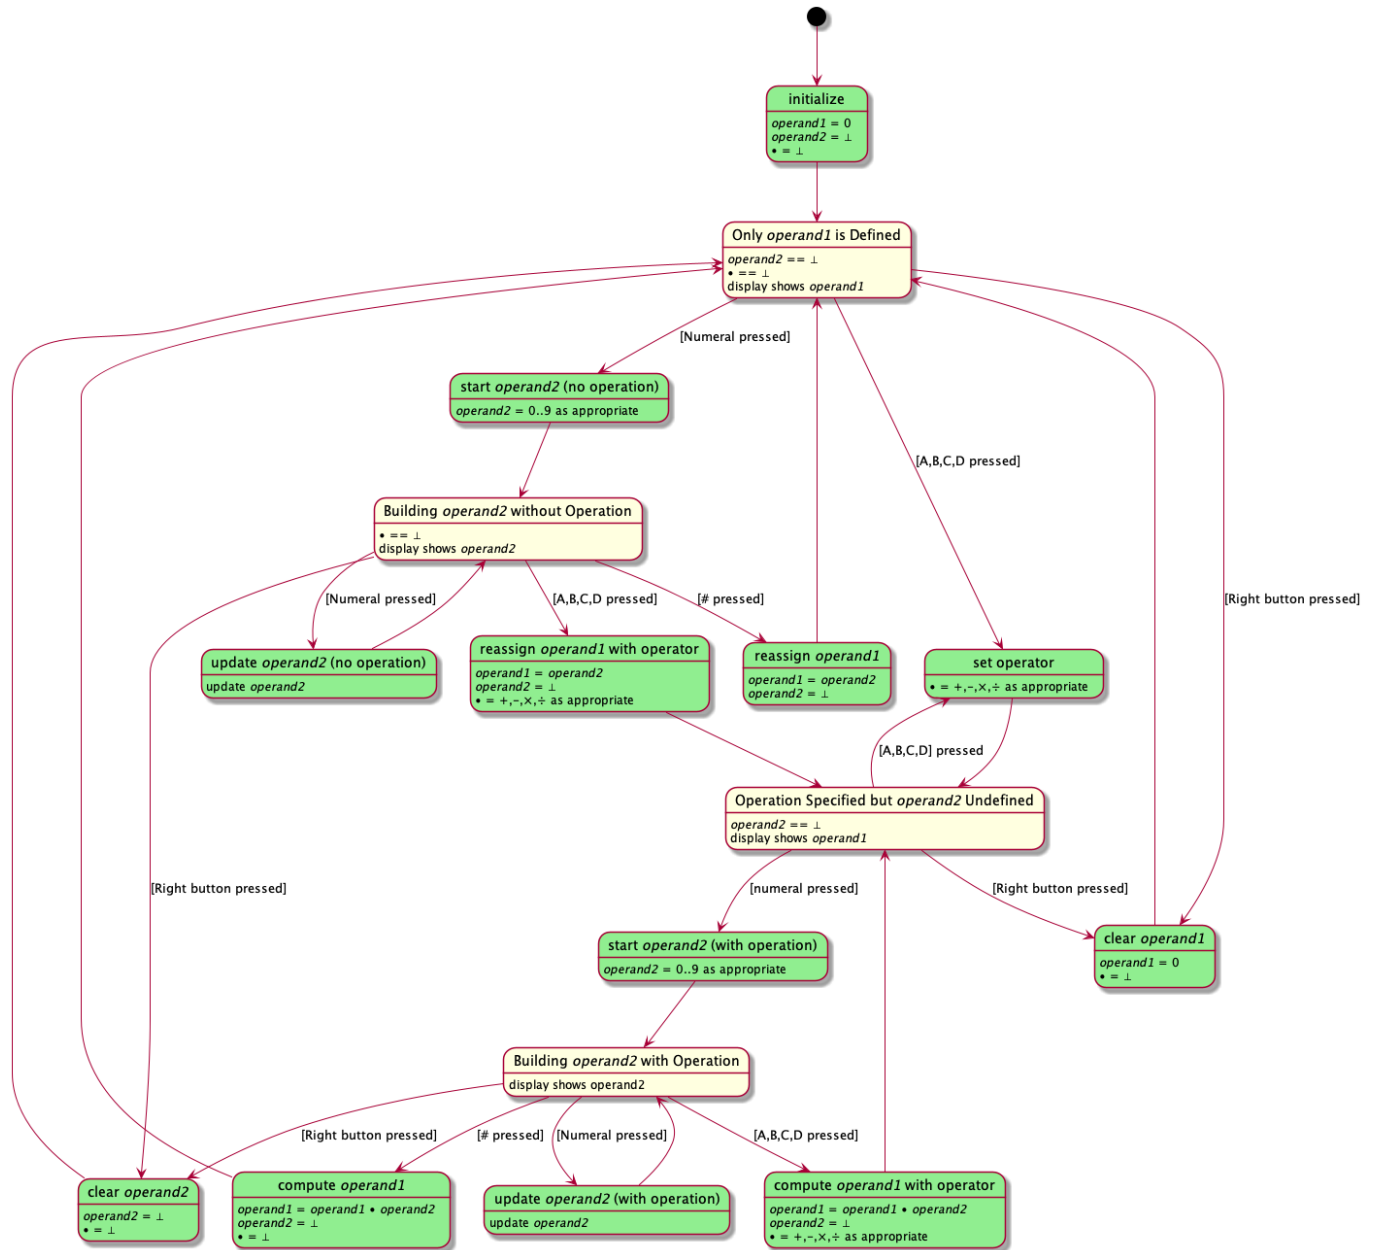 initialize
operand1 = 0
operand2 = ⊥
• = ⊥
Only operand1 is Defined
operand2 == ⊥
• == ⊥
display shows operand1
[Numeral pressed]
start operand2 (no operation)
operand2 = 0..9 as appropriate
[A,B,C,D pressed]
Building operand2 without Operation
• == ⊥
display shows operand2
[Numeral pressed]
[A,B,C,D pressed]
[# pressed]
[Right button pressed]
update operand2 (no operation)
update operand2
reassign operand1 with operator
operand1 = operand2
operand2 = ⊥
• = +,-,×,÷ as appropriate
reassign operand1
operand1 = operand2
operand2 = ⊥
set operator
• = +,-,×,÷ as appropriate
[A,B,C,D] pressed
Operation Specified but operand2 Undefined
operand2 == ⊥
display shows operand1
[Right button pressed]
[numeral pressed]
[Right button pressed]
start operand2 (with operation)
operand2 = 0..9 as appropriate
clear operand1
operand1 = 0
• = ⊥
Building operand2 with Operation
display shows operand2
[Right button pressed]
[# pressed]
[Numeral pressed]
[A,B,C,D pressed]
clear operand2
operand2 = ⊥
• = ⊥
compute operand1
operand1 = operand1 • operand2
operand2 = ⊥
• = ⊥
update operand2 (with operation)
update operand2
compute operand1 with operator
operand1 = operand1 • operand2
operand2 = ⊥
• = +,-,×,÷ as appropriate